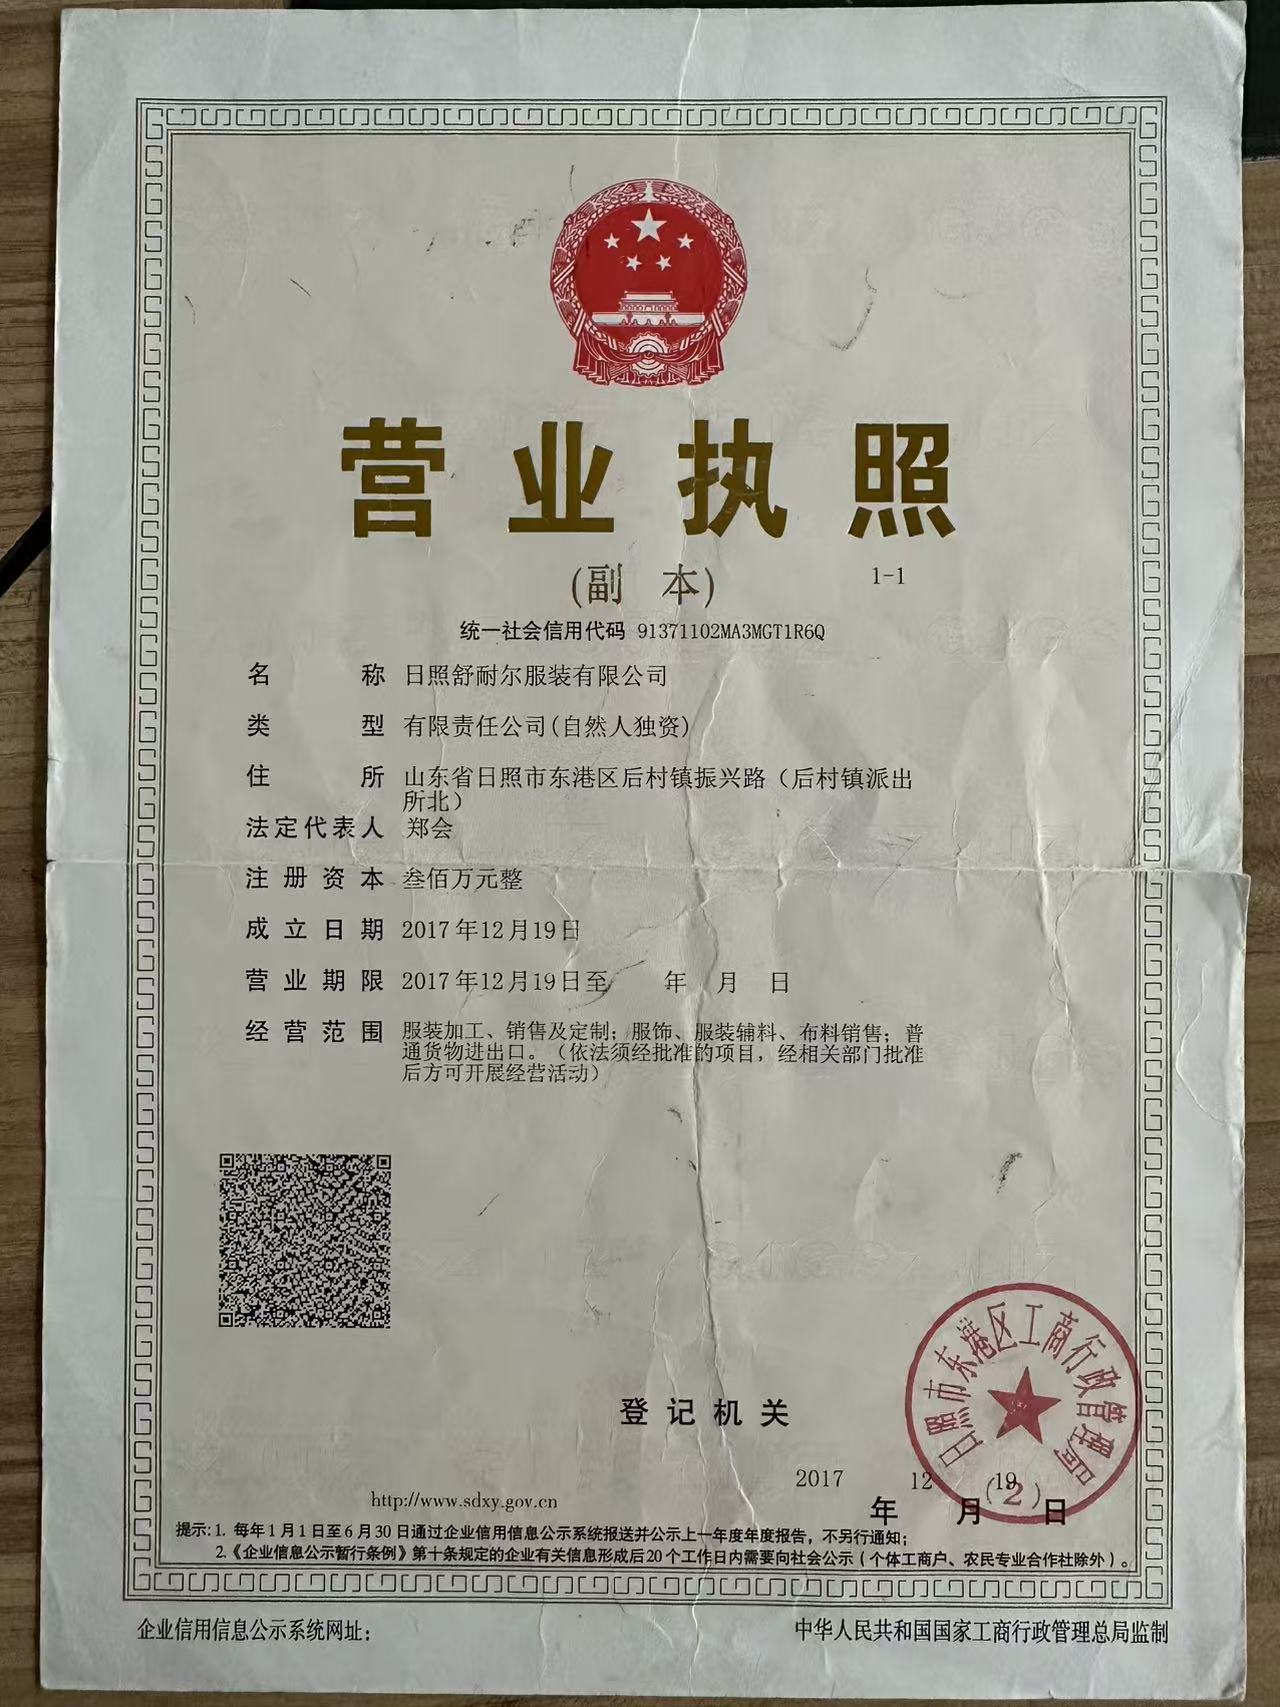 营业执照
(副 本)
1-1
统一社会信用代码 91371102MA3MGT1R6Q
名 称 日照舒耐尔服装有限公司
类 型 有限责任公司(自然人独资)
住 所 山东省日照市东港区后村镇振兴路（后村镇派出
所北）
法定代表人 郑会
注册资本 叁佰万元整
成立日期 2017年12月19日
营业期限 2017年12月19日至 年 月 日
经营范围 服装加工、销售及定制；服饰、服装辅料、布料销售；普
通货物进出口。（依法须经批准的项目，经相关部门批准
后方可开展经营活动）
日照市东港区工商行政管理局
(2)
登记机关
2017 年 12 月 19 日
http://www.sdxy.gov.cn
提示：1. 每年1月1日至6月30日通过企业信用信息公示系统报送并公示上一年度年度报告，不另行通知；
2.《企业信息公示暂行条例》第十条规定的企业有关信息形成后20个工作日内需要向社会公示（个体工商户、农民专业合作社除外）。
企业信用信息公示系统网址：
中华人民共和国国家工商行政管理总局监制